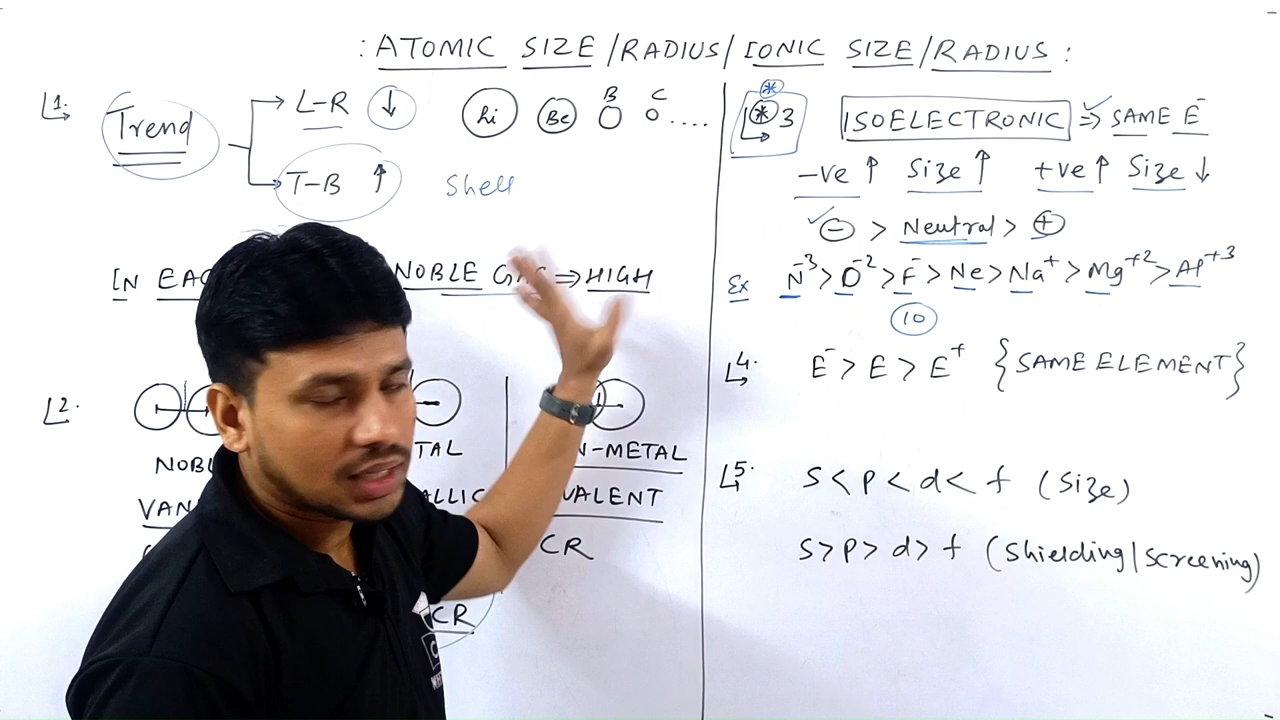 : ATOMIC SIZE/RADIUS/IONIC SIZE/RADIUS :
1.
Trend
L-R ↓
Li Be B C ....
T-B ↑ Shell
IN EAC NOBLE GAS ⇒ HIGH
2.
NOBL TAL N-METAL
VAN ALLIC VALENT
CR
CR
* 3 ISOELECTRONIC ⇒ SAME E⁻
-ve ↑ Size ↑ +ve ↑ Size ↓
⊖ > Neutral > ⊕
Ex N⁻³ > O⁻² > F⁻ > Ne > Na⁺ > Mg⁺² > Al⁺³
10
4. E⁻ > E > E⁺ {SAME ELEMENT}
5. S < P < d < f (Size)
S > P > d > f (Shielding/Screening)